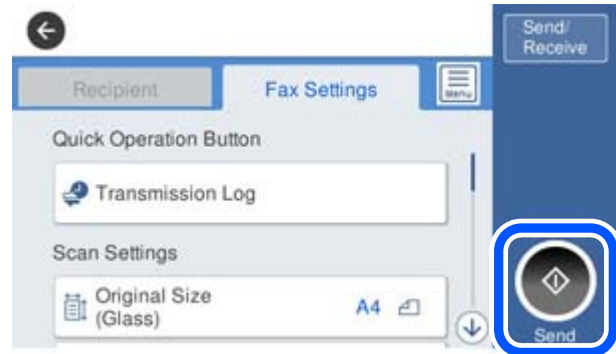 Send/
Receive
Recipient
Fax Settings
Menu
Quick Operation Button
Transmission Log
Scan Settings
Original Size
(Glass)
A4
Send